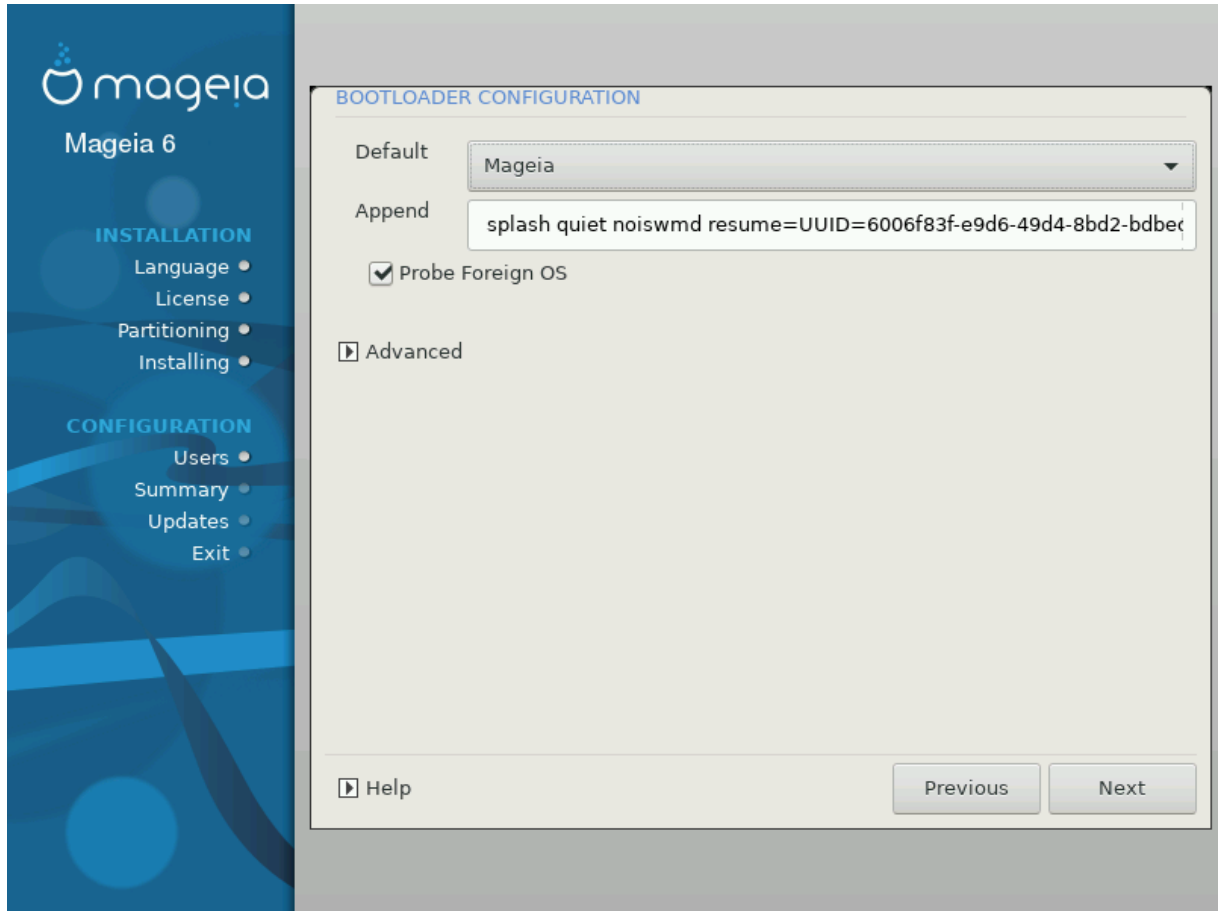 mageia
Mageia 6
INSTALLATION
Language
License
Partitioning
Installing
CONFIGURATION
Users
Summary
Updates
Exit
BOOTLOADER CONFIGURATION
Default
Mageia
Append
splash quiet noiswmd resume=UUID=6006f83f-e9d6-49d4-8bd2-bdbec
Probe Foreign OS
Advanced
Help
Previous
Next